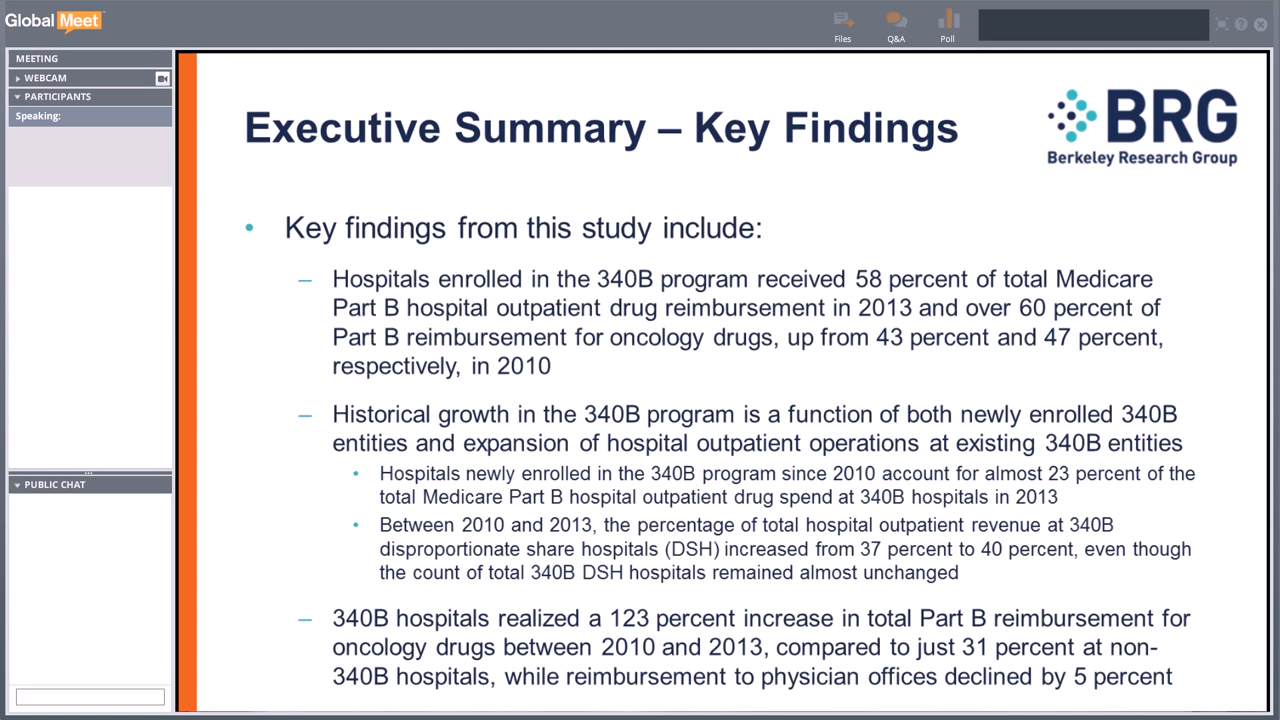 Global Meet
Files
Q&A
Poll
MEETING
WEBCAM
PARTICIPANTS
Speaking:
PUBLIC CHAT
Executive Summary – Key Findings
BRG
Berkeley Research Group
• Key findings from this study include:
– Hospitals enrolled in the 340B program received 58 percent of total Medicare
Part B hospital outpatient drug reimbursement in 2013 and over 60 percent of
Part B reimbursement for oncology drugs, up from 43 percent and 47 percent,
respectively, in 2010
– Historical growth in the 340B program is a function of both newly enrolled 340B
entities and expansion of hospital outpatient operations at existing 340B entities
• Hospitals newly enrolled in the 340B program since 2010 account for almost 23 percent of the
total Medicare Part B hospital outpatient drug spend at 340B hospitals in 2013
• Between 2010 and 2013, the percentage of total hospital outpatient revenue at 340B
disproportionate share hospitals (DSH) increased from 37 percent to 40 percent, even though
the count of total 340B DSH hospitals remained almost unchanged
– 340B hospitals realized a 123 percent increase in total Part B reimbursement for
oncology drugs between 2010 and 2013, compared to just 31 percent at non-
340B hospitals, while reimbursement to physician offices declined by 5 percent